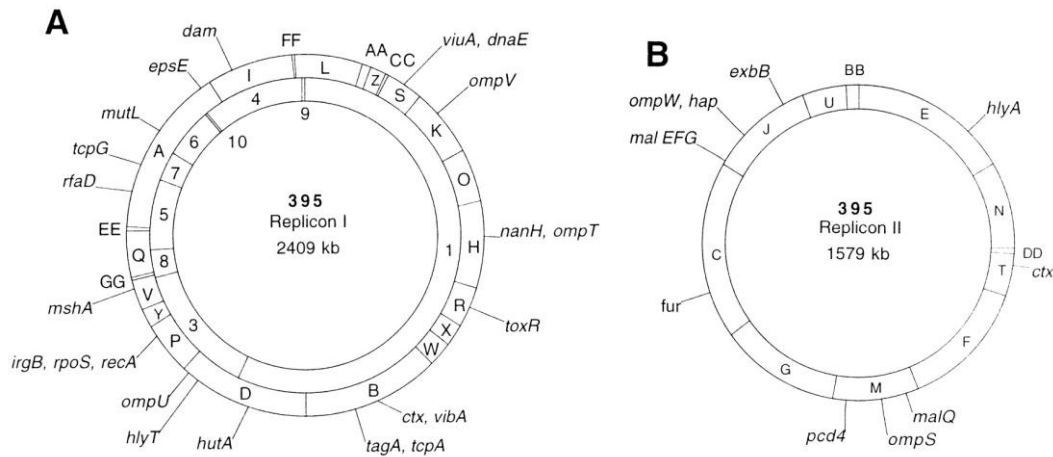 A
FF
AA
CC
viuA, dnaE
dam
epsE
I
L
Z
S
ompV
mutL
4
9
K
6
10
tcpG
A
7
O
rfaD
395
Replicon I
2409 kb
5
EE
1
H
nanH, ompT
Q
8
GG
V
mshA
R
toxR
Y
X
3
W
P
irgB, rpoS, recA
D
B
ompU
ctx, vibA
hlyT
hutA
tagA, tcpA
B
BB
exbB
U
E
ompW, hap
J
hlyA
mal EFG
395
Replicon II
1579 kb
N
C
DD
T
ctx
fur
F
G
M
malQ
pcd4
ompS